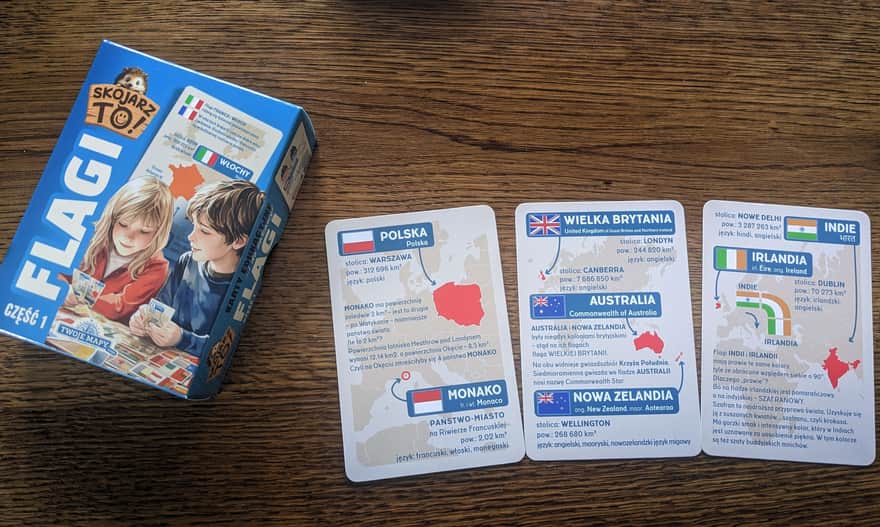 SKOJARZ
TO!
FLAGI
CZĘŚĆ 1
WŁOCHY
TWOJE MAPY
KARTY EDUKACYJNE
FLAGI
POLSKA
Polska
stolica: WARSZAWA
pow.: 312 696 km²
język: polski
MONAKO ma powierzchnię
zaledwie 2 km² – jest to drugie
– po Watykanie – najmniejsze
państwo świata.
Ile to 2 km²?
Powierzchnia lotniska Heathrow pod Londynem
wynosi 12,14 km2, a powierzchnia Okęcia – 8,3 km².
Czyli na Okęciu zmieściłyby się 4 państwa MONAKO.
MONAKO
fr. i wł. Monaco
PAŃSTWO-MIASTO
na Riwierze Francuskiej
pow.: 2,02 km²
język: francuski, włoski, monegaski
WIELKA BRYTANIA
United Kingdom of Great Britain and Northern Ireland
stolica: LONDYN
pow.: 244 820 km²
język: angielski
stolica: CANBERRA
pow.: 7 686 850 km²
język: angielski
AUSTRALIA
Commonwealth of Australia
AUSTRALIA i NOWA ZELANDIA
były niegdyś koloniami brytyjskimi
– stąd na ich flagach
flaga WIELKIEJ BRYTANII.
Na obu widnieje gwiazdozbiór Krzyża Południa.
Siedmioramienna gwiazda we fladze AUSTRALII
nosi nazwę Commonwealth Star.
NOWA ZELANDIA
ang. New Zealand, maor. Aotearoa
stolica: WELLINGTON
pow.: 268 680 km²
język: angielski, maoryski, nowozelandzki język migowy
stolica: NOWE DELHI
pow.: 3 287 263 km²
język: hindi, angielski
INDIE
भारत
IRLANDIA
irl. Éire, ang. Ireland
stolica: DUBLIN
pow.: 70 273 km²
język: irlandzki,
angielski
INDIE
IRLANDIA
Flagi INDII i IRLANDII
mają prawie te same kolory,
tyle że obrócone względem siebie o 90°.
Dlaczego „prawie”?
Bo na fladze irlandzkiej jest pomarańczowy,
a na indyjskiej – SZAFRANOWY.
Szafran to najdroższa przyprawa świata. Uzyskuje się
ją z suszonych kwiatów szafranu, czyli krokusa.
Ma gorzki smak i intensywny kolor, który w Indiach
jest uznawany za uosobienie piękna. W tym kolorze
są też szaty buddyjskich mnichów.